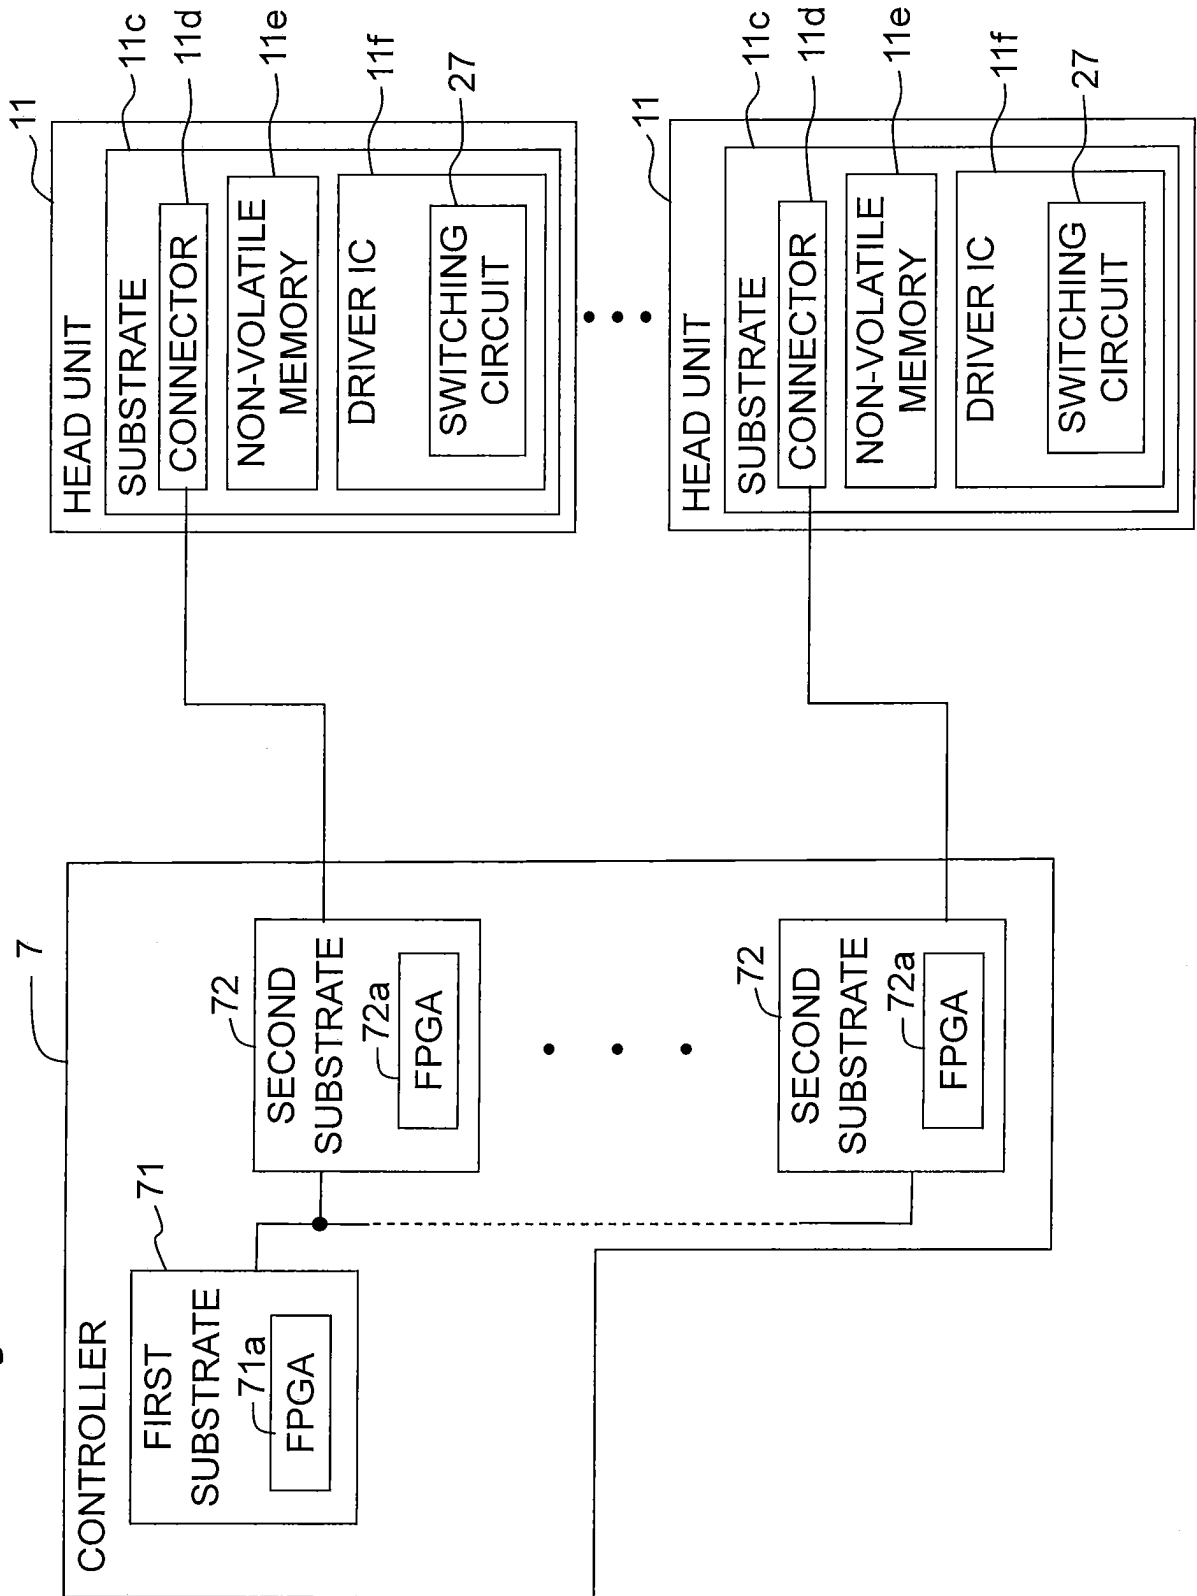 CONTROLLER
7
FIRST
SUBSTRATE
71
71a
FPGA
SECOND
SUBSTRATE
72
72a
FPGA
SECOND
SUBSTRATE
72
72a
FPGA
HEAD UNIT
11
SUBSTRATE
11c
CONNECTOR
11d
NON-VOLATILE
MEMORY
11e
DRIVER IC
11f
SWITCHING
CIRCUIT
27
HEAD UNIT
11
SUBSTRATE
11c
CONNECTOR
11d
NON-VOLATILE
MEMORY
11e
DRIVER IC
11f
SWITCHING
CIRCUIT
27